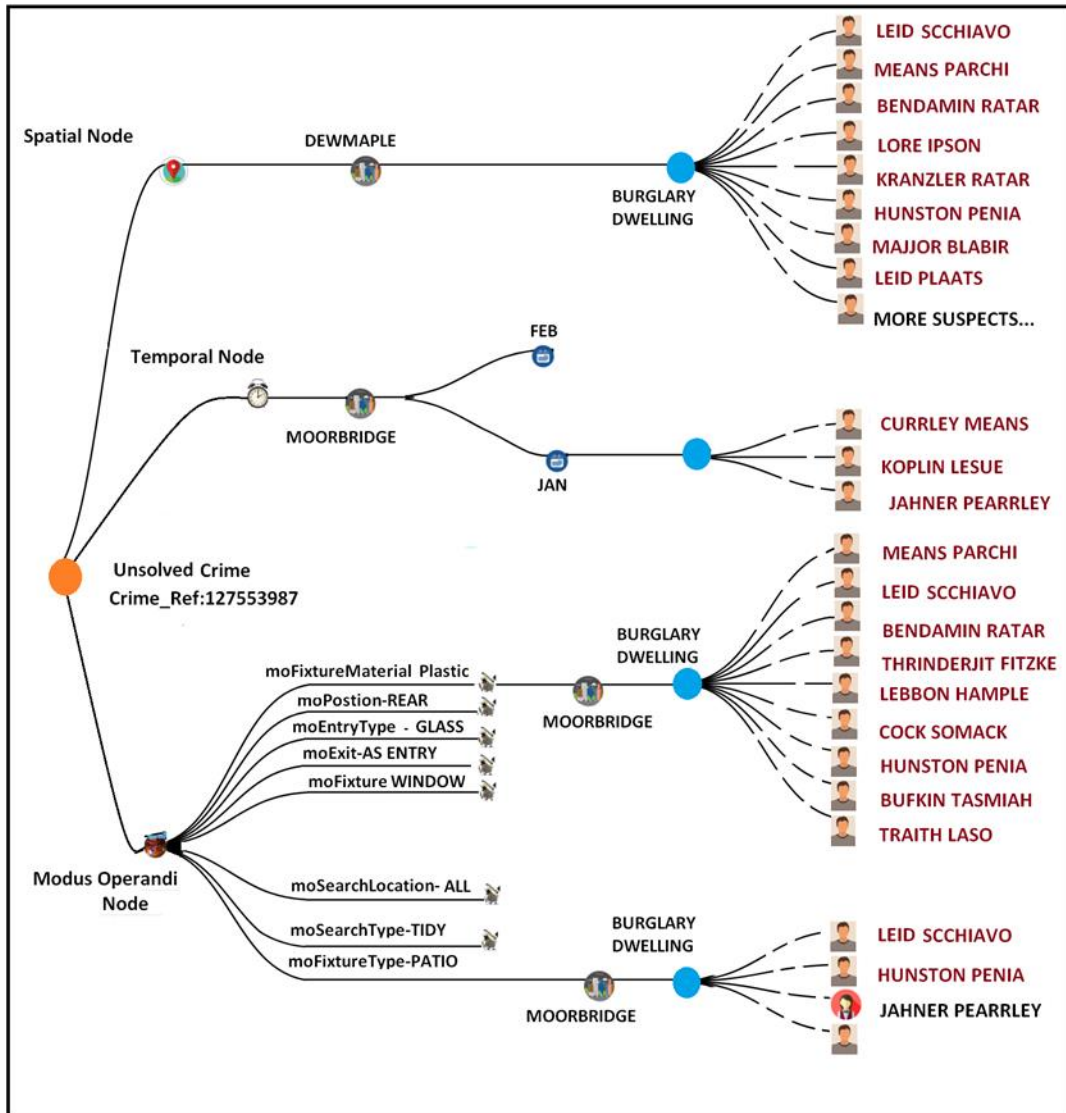 LEID SCCHIAVO
MEANS PARCHI
BENDAMIN RATAR
LORE IPSON
KRANZLER RATAR
HUNSTON PENIA
MAJJOR BLABIR
LEID PLAATS
MORE SUSPECTS...
Spatial Node
DEWMAPLE
BURGLARY
DWELLING
Temporal Node
MOORBRIDGE
FEB
JAN
CURRLEY MEANS
KOPLIN LESUE
JAHNER PEARRLEY
Unsolved Crime
Crime_Ref:127553987
moFixtureMaterial Plastic
moPostion-REAR
moEntryType - GLASS
moExit-AS ENTRY
moFixture WINDOW
MOORBRIDGE
BURGLARY
DWELLING
MEANS PARCHI
LEID SCCHIAVO
BENDAMIN RATAR
THRINDERJIT FITZKE
LEBBON HAMPLE
COCK SOMACK
HUNSTON PENIA
BUFKIN TASMIAH
TRAITH LASO
Modus Operandi
Node
moSearchLocation- ALL
moSearchType-TIDY
moFixtureType-PATIO
MOORBRIDGE
BURGLARY
DWELLING
LEID SCCHIAVO
HUNSTON PENIA
JAHNER PEARRLEY